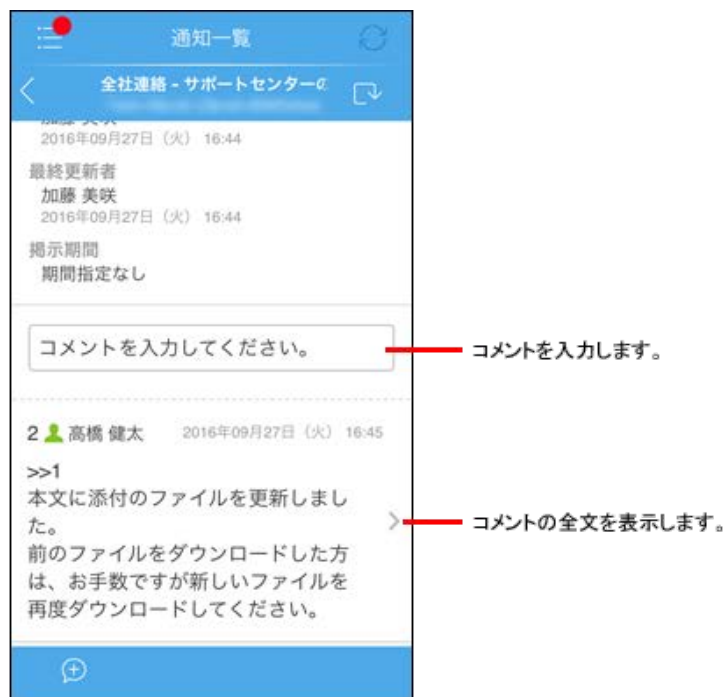 通知一覧
全社連絡 - サポートセンターの
2016年09月27日（火） 16:44
最終更新者
加藤 美咲
2016年09月27日（火） 16:44
掲示期間
期間指定なし
コメントを入力してください。
コメントを入力します。
2 高橋 健太 2016年09月27日（火） 16:45
>>1
本文に添付のファイルを更新しまし
た。
コメントの全文を表示します。
前のファイルをダウンロードした方
は、お手数ですが新しいファイルを
再度ダウンロードしてください。